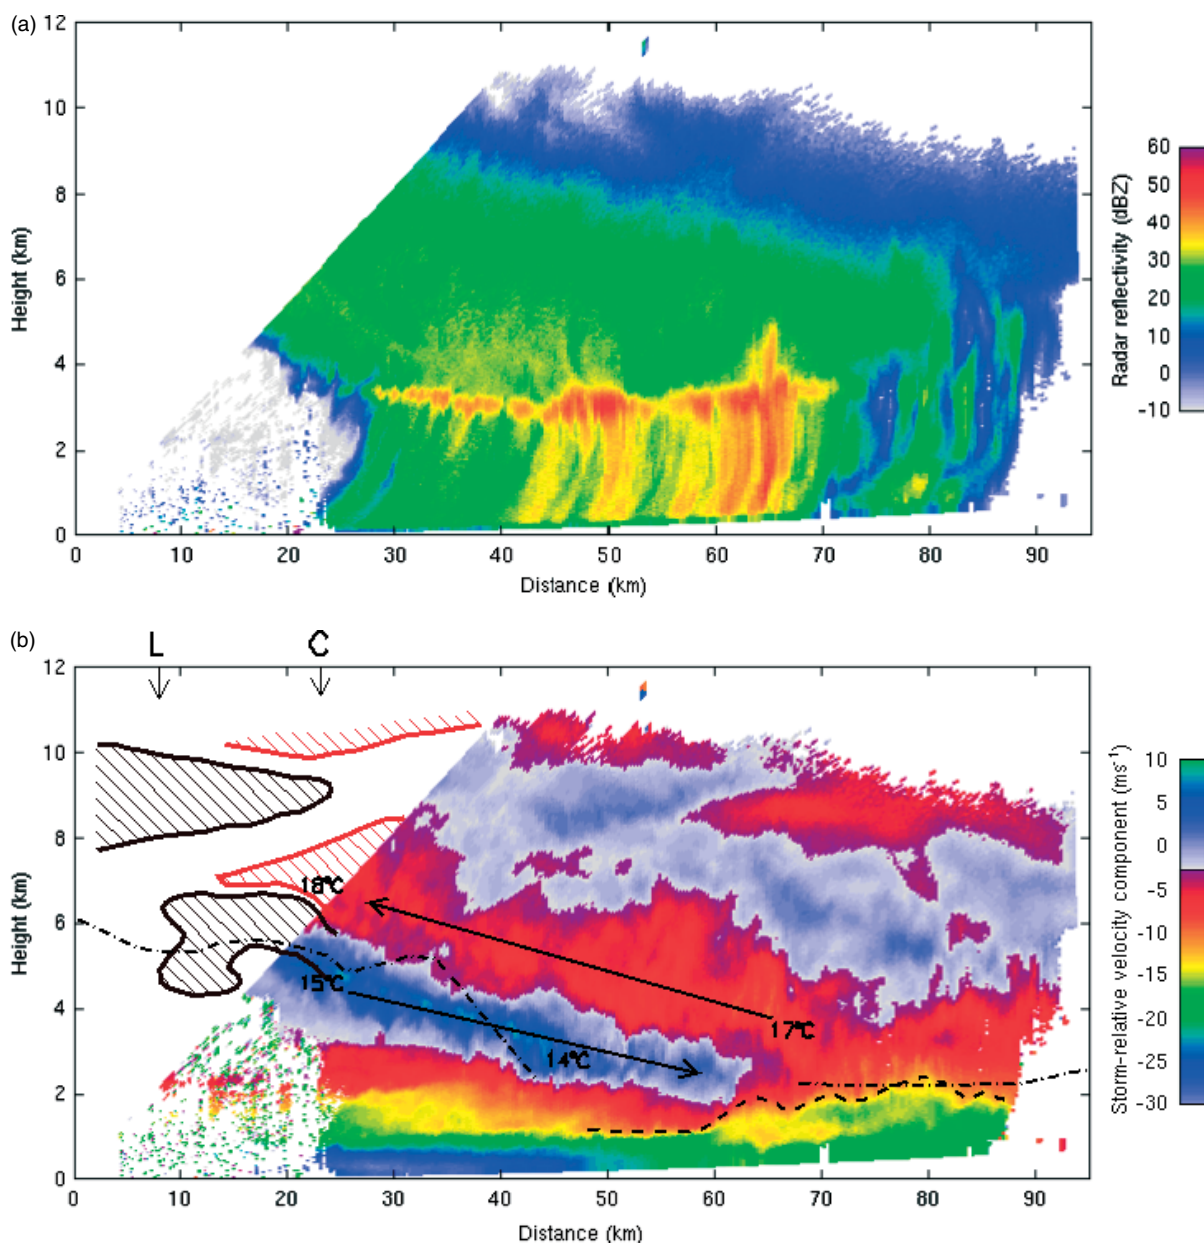 (a)
12
10
8
6
4
2
0
Height (km)
0 10 20 30 40 50 60 70 80 90
Distance (km)
60
50
40
30
20
10
0
-10
Radar reflectivity (dBZ)
(b)
L C
12
10
8
6
4
2
0
Height (km)
18°C
15°C
14°C
17°C
0 10 20 30 40 50 60 70 80 90
Distance (km)
10
5
0
-5
-10
-15
-20
-25
-30
Storm-relative velocity component (ms⁻¹)